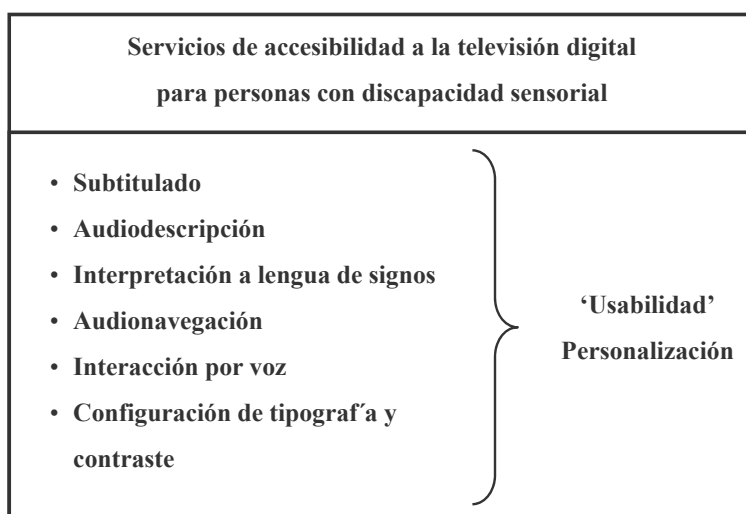 Servicios de accesibilidad a la televisión digital
para personas con discapacidad sensorial
• Subtitulado
• Audiodescripción
• Interpretación a lengua de signos
• Audionavegación
• Interacción por voz
• Configuración de tipograf´a y
contraste
‘Usabilidad’
Personalización